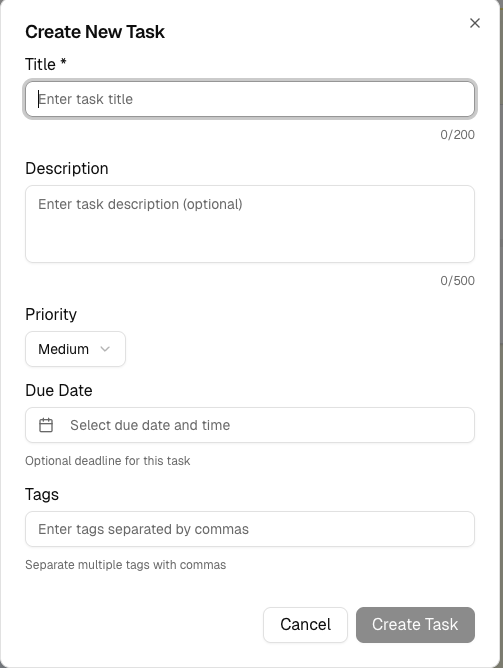 Create New Task
Title *
Enter task title
0/200
Description
Enter task description (optional)
0/500
Priority
Medium
Due Date
Select due date and time
Optional deadline for this task
Tags
Enter tags separated by commas
Separate multiple tags with commas
Cancel Create Task